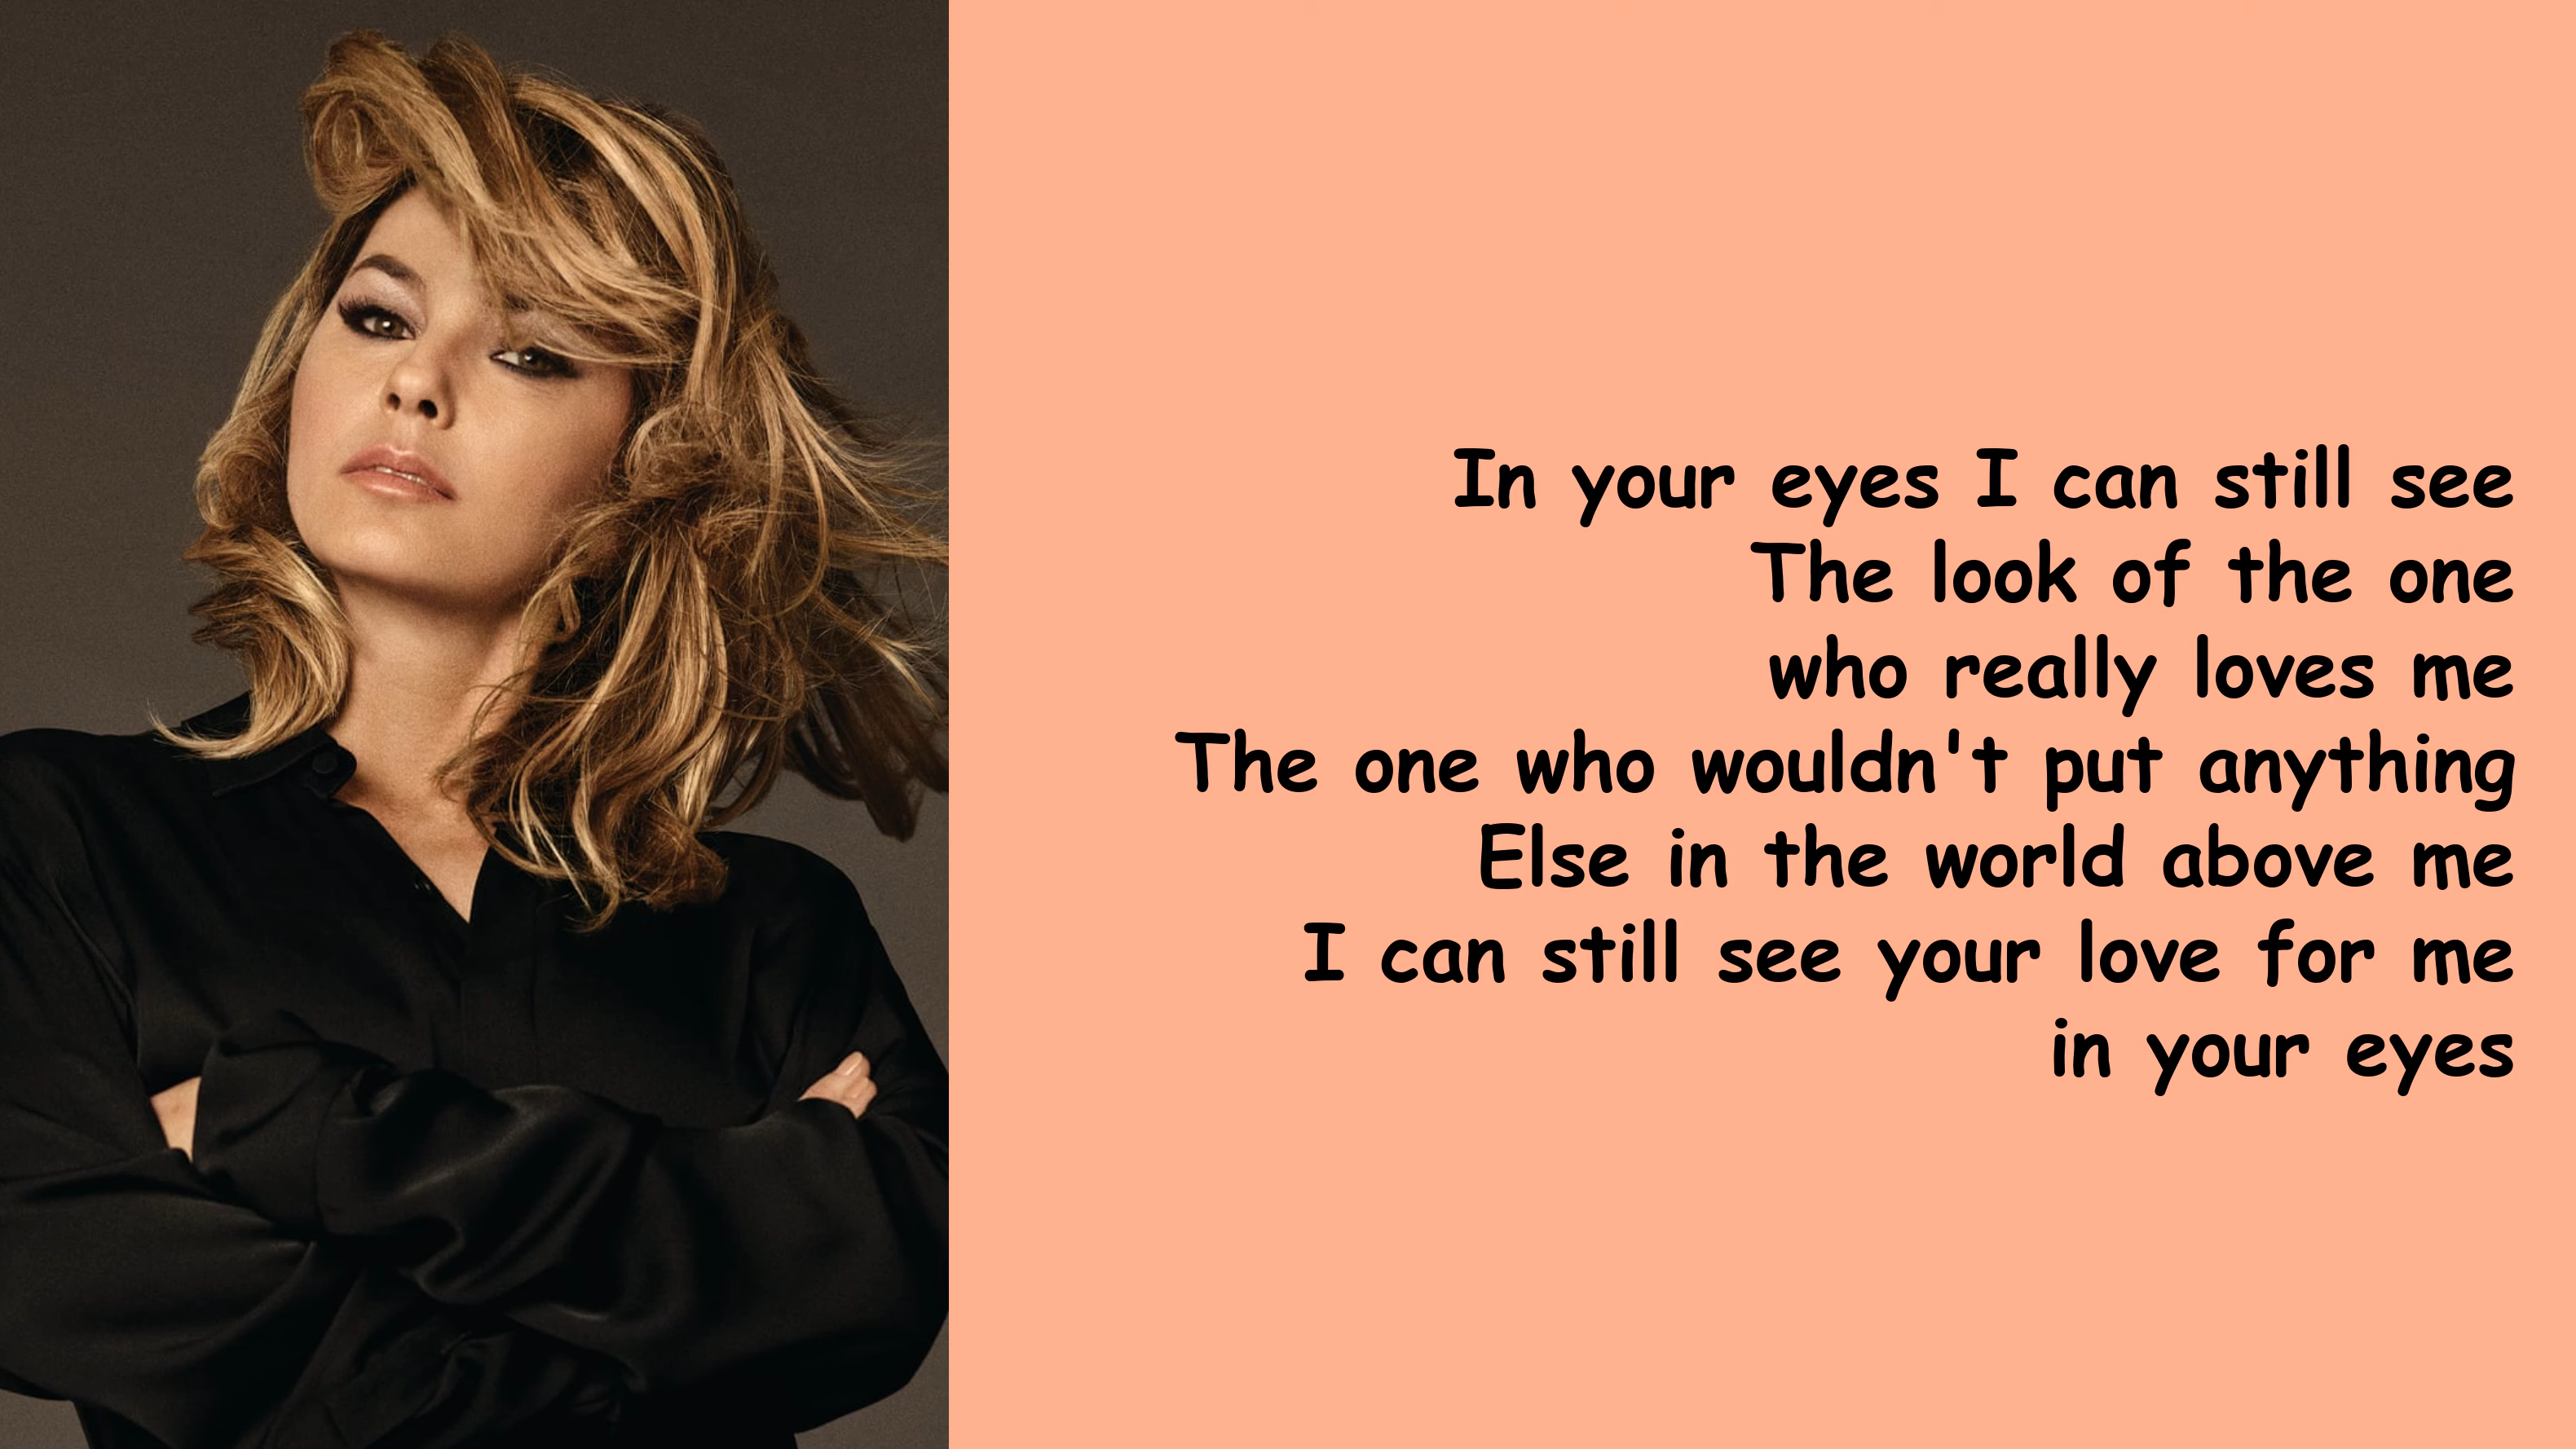 In your eyes I can still see
The look of the one
who really loves me
The one who wouldn't put anything
Else in the world above me
I can still see your love for me
in your eyes